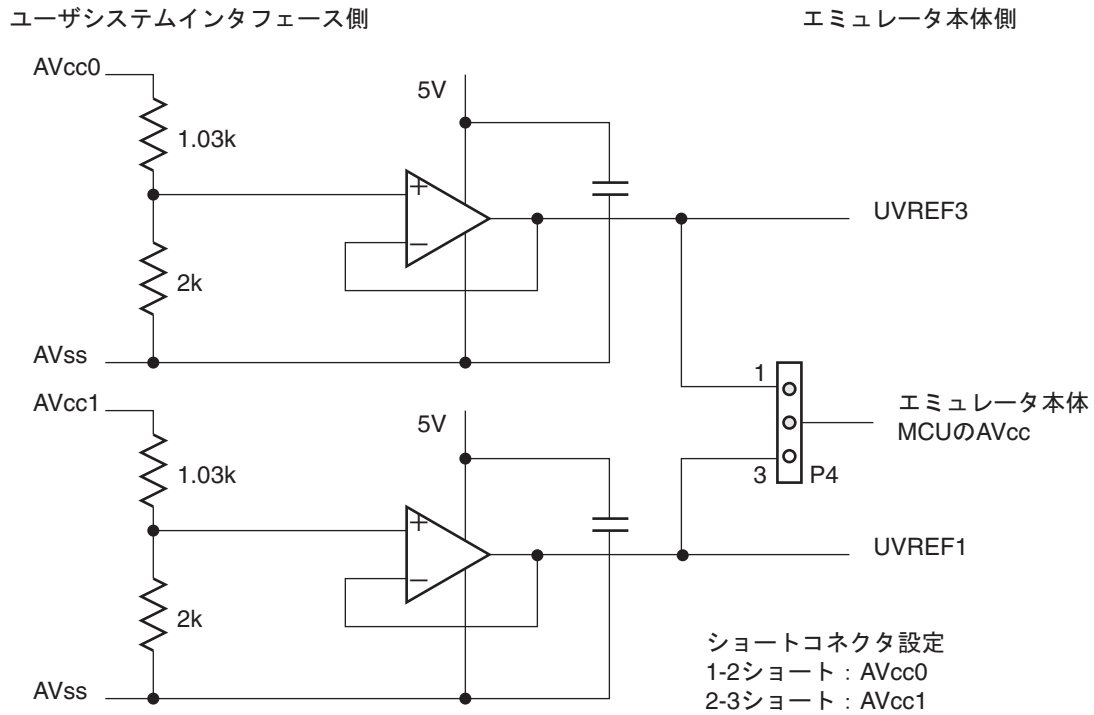 ユーザシステムインタフェース側
エミュレータ本体側
AVcc0
5V
1.03k
+
UVREF3
−
2k
AVss
1
AVcc1
エミュレータ本体
MCUのAVcc
5V
3
P4
1.03k
+
UVREF1
−
2k
ショートコネクタ設定
1-2ショート：AVcc0
AVss
2-3ショート：AVcc1